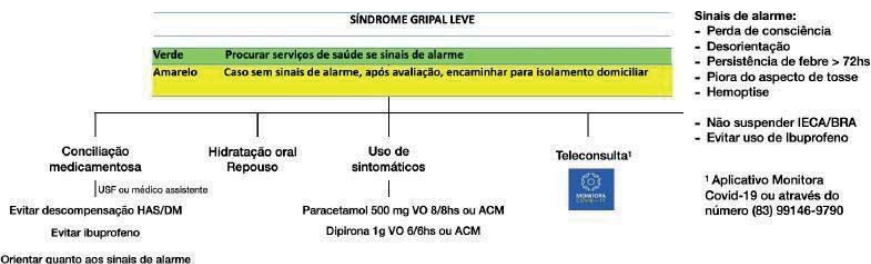 SÍNDROME GRIPAL LEVE
Verde Procurar serviços de saúde se sinais de alarme
Amarelo Caso sem sinais de alarme, após avaliação, encaminhar para isolamento domiciliar
Conciliação
medicamentosa
USF ou médico assistente
Evitar descompensação HAS/DM
Evitar ibuprofeno
Orientar quanto aos sinais de alarme
Hidratação oral
Repouso
Uso de
sintomáticos
Paracetamol 500 mg VO 8/8hs ou ACM
Dipirona 1g VO 6/6hs ou ACM
Teleconsulta¹
MONITORA
COVID-19
Sinais de alarme:
- Perda de consciência
- Desorientação
- Persistência de febre > 72hs
- Piora do aspecto de tosse
- Hemoptise
- Não suspender IECA/BRA
- Evitar uso de Ibuprofeno
¹ Aplicativo Monitora
Covid-19 ou através do
número (83) 99146-9790